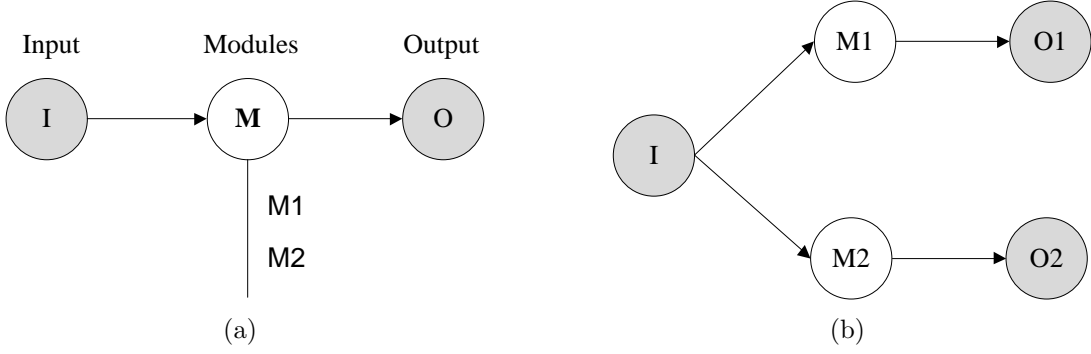 Input Modules Output
I M O
M1
M2
(a)
M1 O1
I
M2 O2
(b)